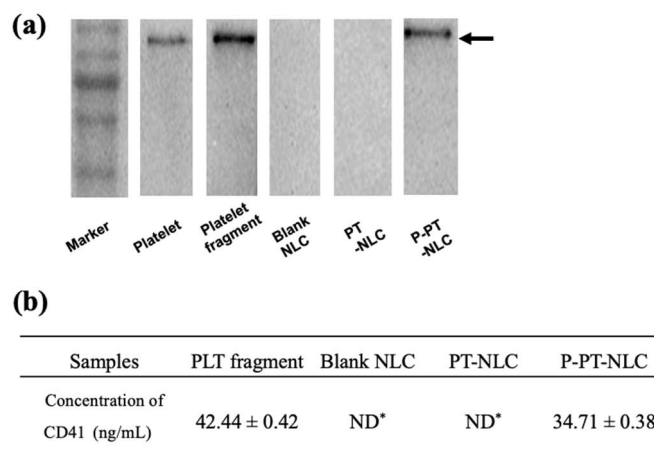 (a)
Marker
Platelet
Platelet
fragment
Blank
NLC
PT
-NLC
P-PT
-NLC
(b)
Samples PLT fragment Blank NLC PT-NLC P-PT-NLC
Concentration of
CD41 (ng/mL) 42.44 ± 0.42 ND* ND* 34.71 ± 0.38